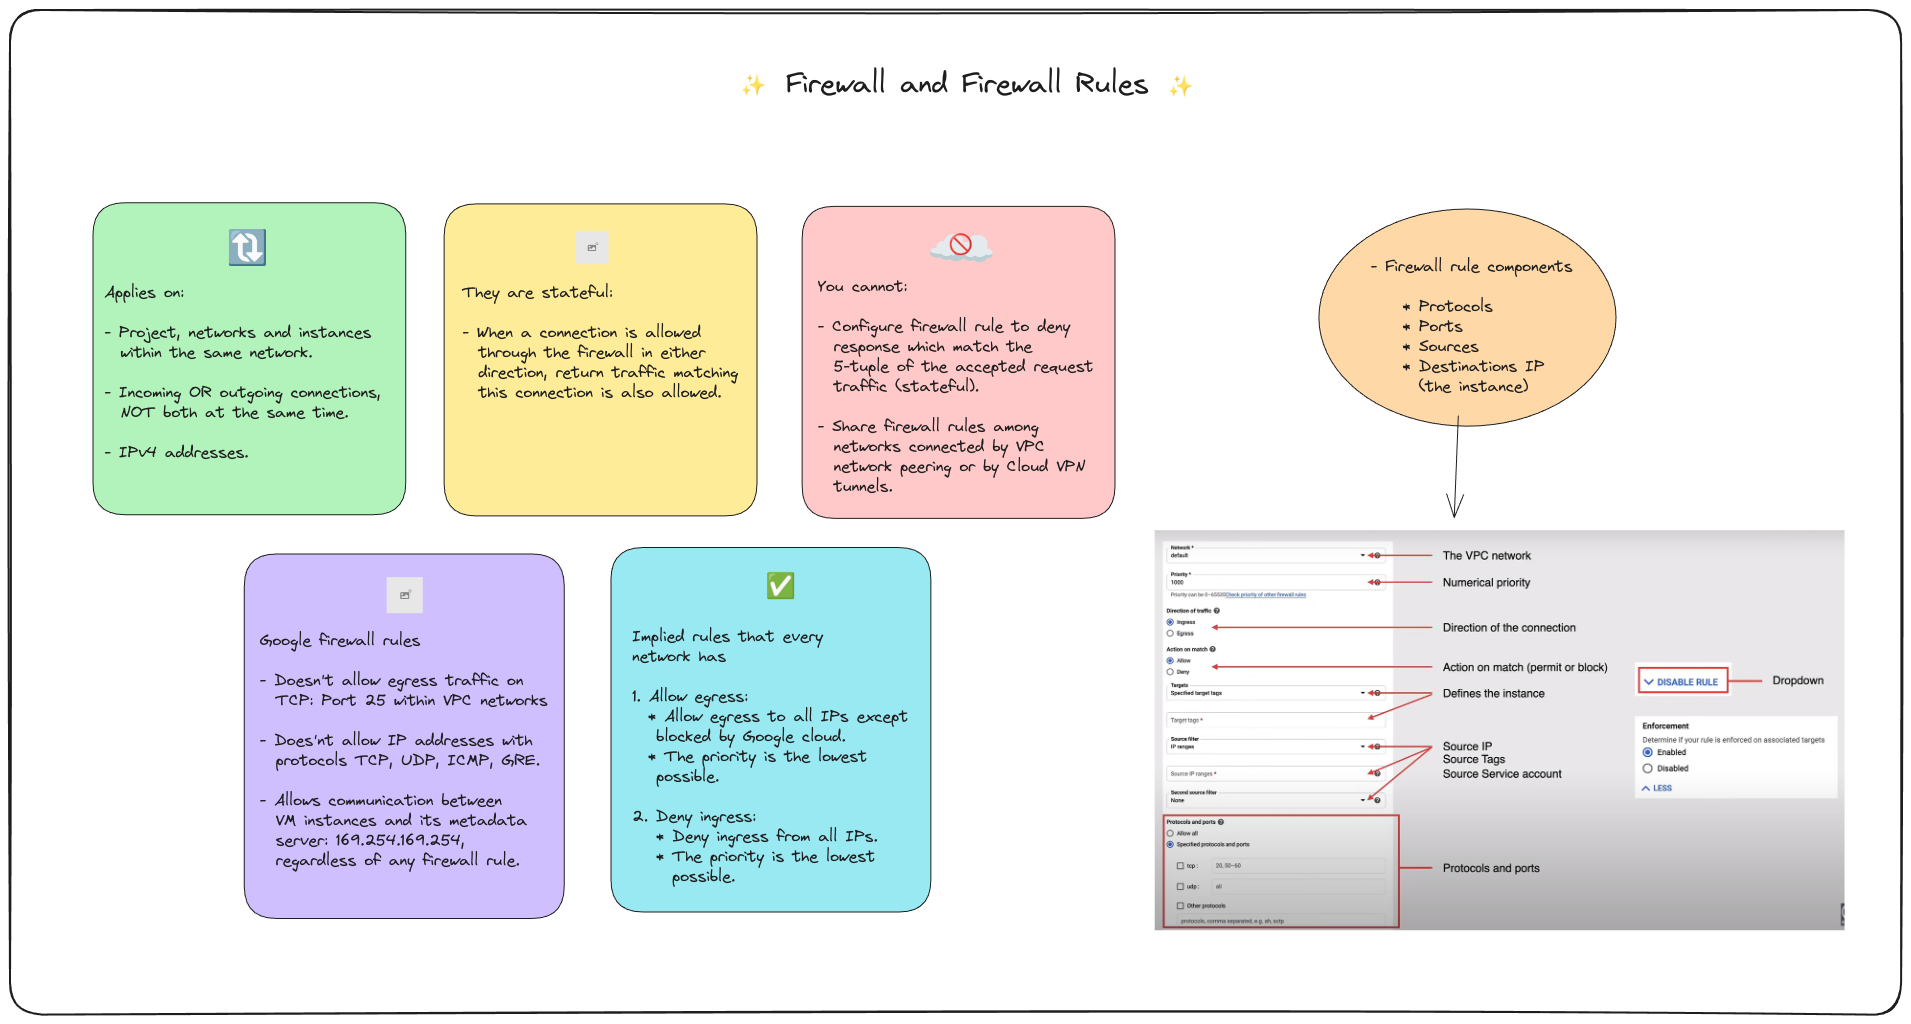 ✨ Firewall and Firewall Rules ✨
Applies on:
- Project, networks and instances
within the same network.
- Incoming OR outgoing connections,
NOT both at the same time.
- IPv4 addresses.
They are stateful:
- When a connection is allowed
through the firewall in either
direction, return traffic matching
this connection is also allowed.
You cannot:
- Configure firewall rule to deny
response which match the
5-tuple of the accepted request
traffic (stateful).
- Share firewall rules among
networks connected by VPC
network peering or by Cloud VPN
tunnels.
- Firewall rule components
* Protocols
* Ports
* Sources
* Destinations IP
(the instance)
Google firewall rules
- Doesn't allow egress traffic on
TCP: Port 25 within VPC networks
- Does'nt allow IP addresses with
protocols TCP, UDP, ICMP, GRE.
- Allows communication between
VM instances and its metadata
server: 169.254.169.254,
regardless of any firewall rule.
Implied rules that every
network has
1. Allow egress:
* Allow egress to all IPs except
blocked by Google cloud.
* The priority is the lowest
possible.
2. Deny ingress:
* Deny ingress from all IPs.
* The priority is the lowest
possible.
Network *
default
The VPC network
Priority *
1000
Numerical priority
Priority can be 0-65535 Check priority of other firewall rules
Direction of traffic
Ingress
Egress
Direction of the connection
Action on match
Allow
Deny
Action on match (permit or block)
Targets
Specified target tags
Defines the instance
Target tags *
Source filter
IP ranges
Source IP
Source Tags
Source Service account
Source IP ranges *
Second source filter
None
Protocols and ports
Allow all
Specified protocols and ports
tcp :
20, 50-60
udp :
all
Other protocols
protocols, comma separated, e.g. ah, sctp
Protocols and ports
DISABLE RULE
Dropdown
Enforcement
Determine if your rule is enforced on associated targets
Enabled
Disabled
LESS